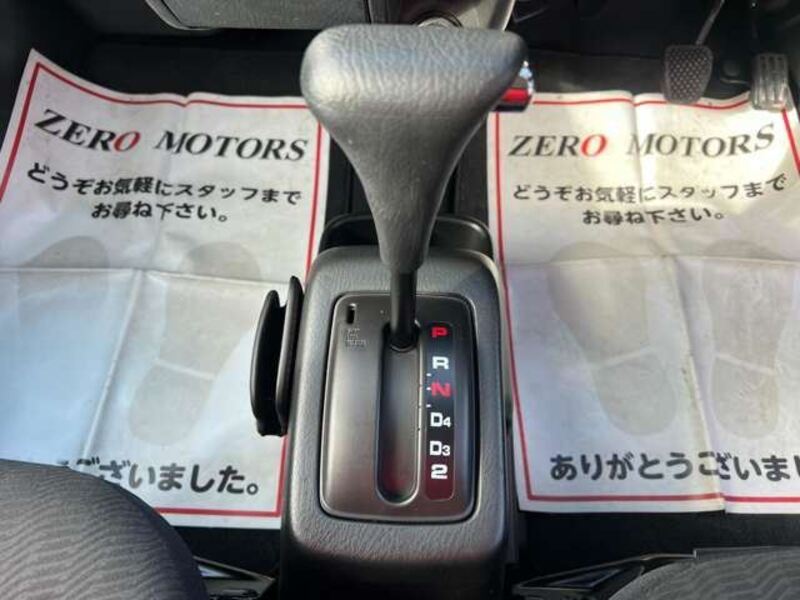 ZERO MOTORS
どうぞお気軽にスタッフまで
お尋ね下さい。
ございました。
ZERO MOTORS
どうぞお気軽にスタッフまで
お尋ね下さい。
ありがとうございま
P
R
N
D4
D3
2